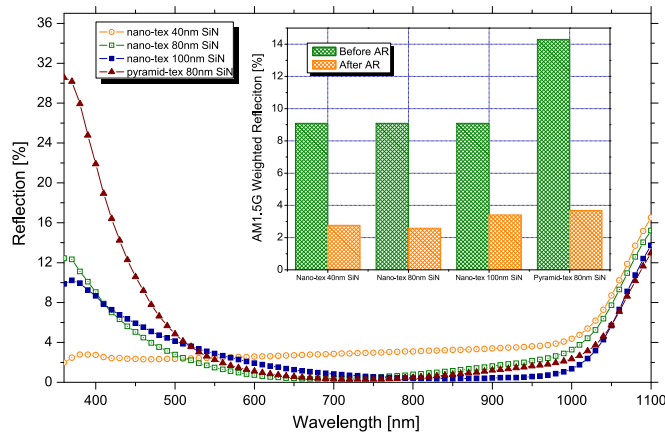 nano-tex 40nm SiN
nano-tex 80nm SiN
nano-tex 100nm SiN
pyramid-tex 80nm SiN
Reflection [%]
36
32
28
24
20
16
12
8
4
0
400 500 600 700 800 900 1000 1100
Wavelength [nm]
Before AR
After AR
AM1.5G Weighted Reflection [%]
14
12
10
8
6
4
2
0
Nano-tex 40nm SiN Nano-tex 80nm SiN Nano-tex 100nm SiN Pyramid-tex 80nm SiN